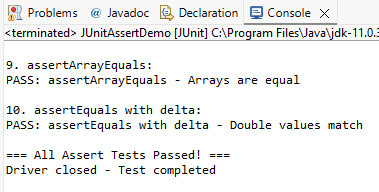 Problems @ Javadoc Declaration Console ×
<terminated> JUnitAssertDemo [JUnit] C:\Program Files\Java\jdk-11.0.
9. assertArrayEquals:
PASS: assertArrayEquals - Arrays are equal
10. assertEquals with delta:
PASS: assertEquals with delta - Double values match
=== All Assert Tests Passed! ===
Driver closed - Test completed